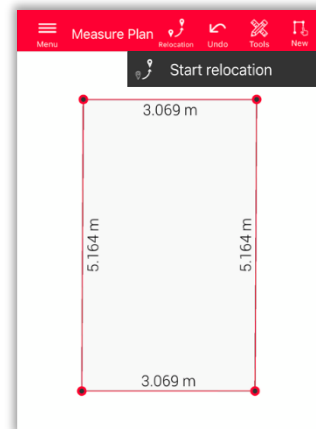 Measure Plan
Menu
Relocation
Undo
Tools
New
Start relocation
3.069 m
5.164 m
5.164 m
3.069 m